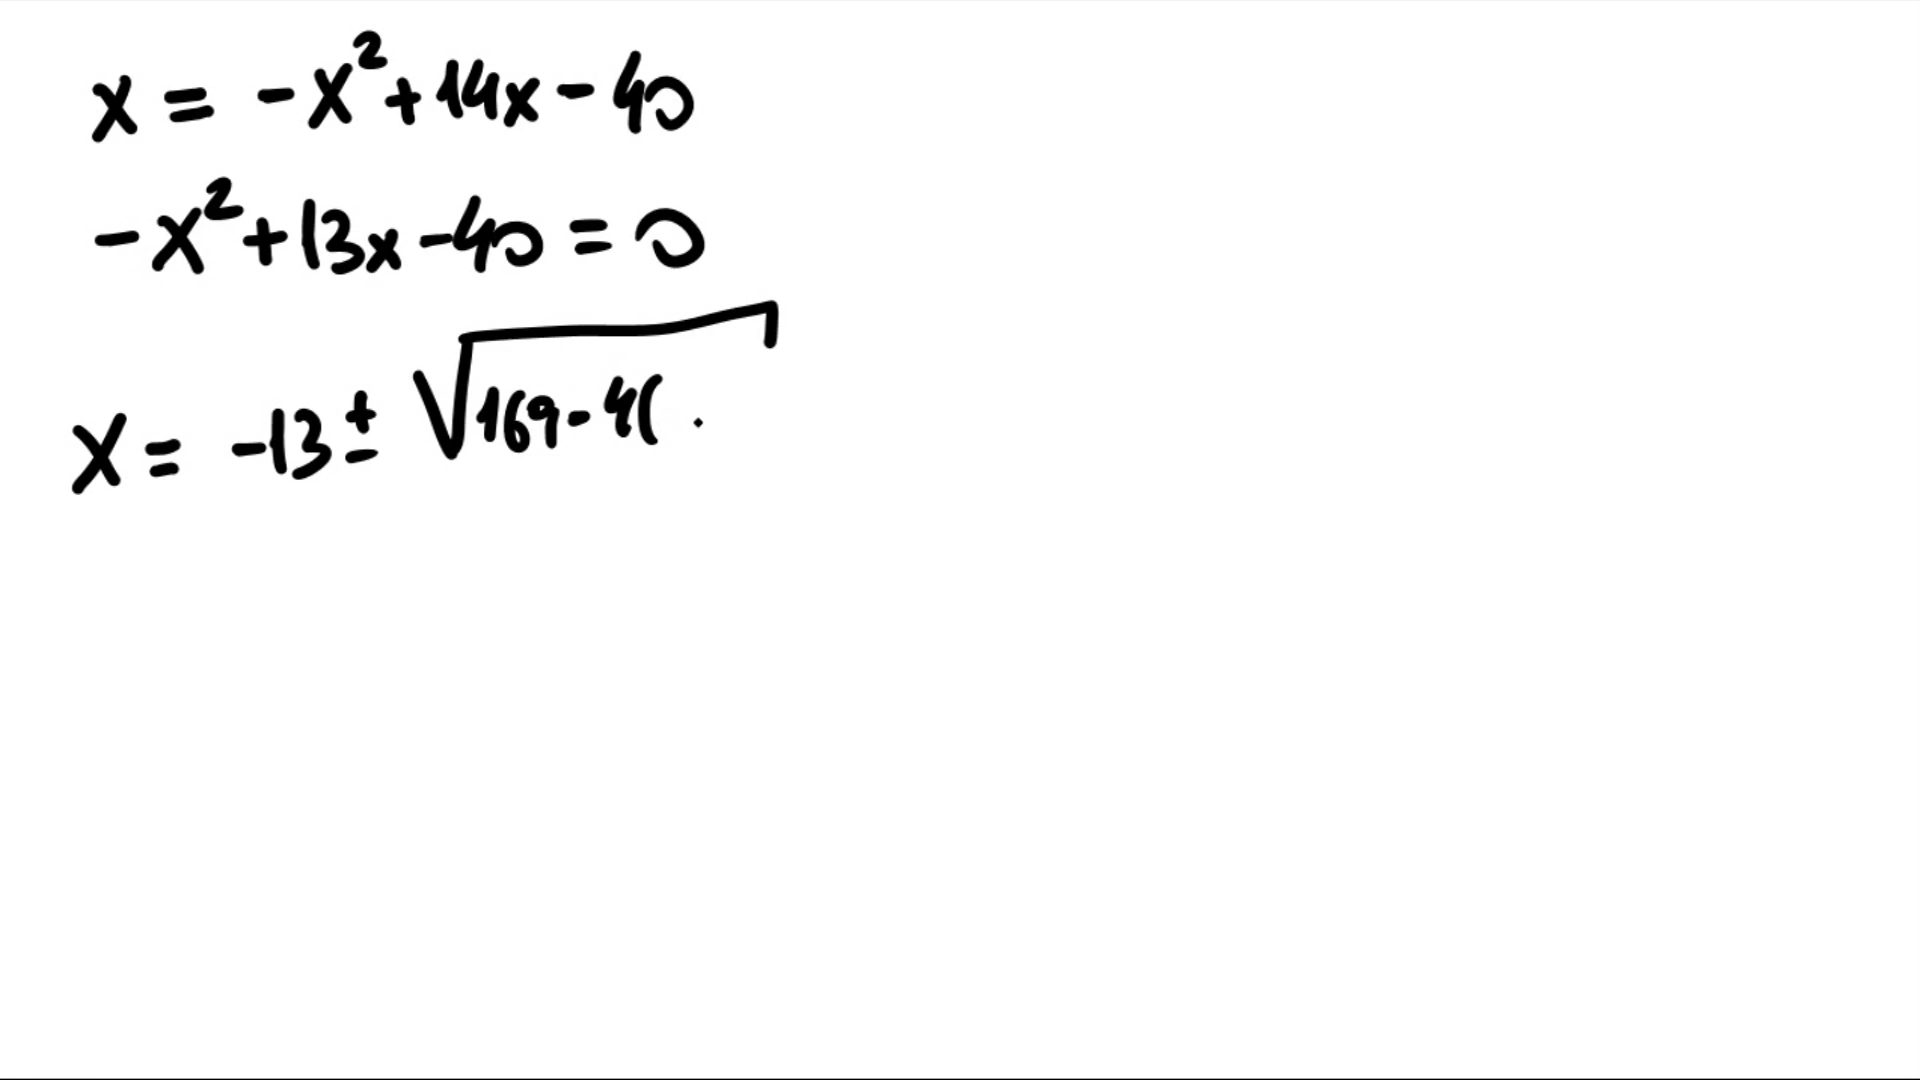 x = -x²+14x-40
-x²+13x-40=0
x = -13± √169-4( .